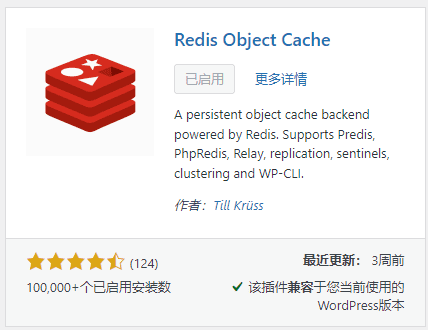 Redis Object Cache
已启用 更多详情
A persistent object cache backend
powered by Redis. Supports Predis,
PhpRedis, Relay, replication, sentinels,
clustering and WP-CLI.
作者：Till Krüss
(124)
最近更新： 3周前
100,000+个已启用安装数
该插件兼容于您当前使用的
WordPress版本